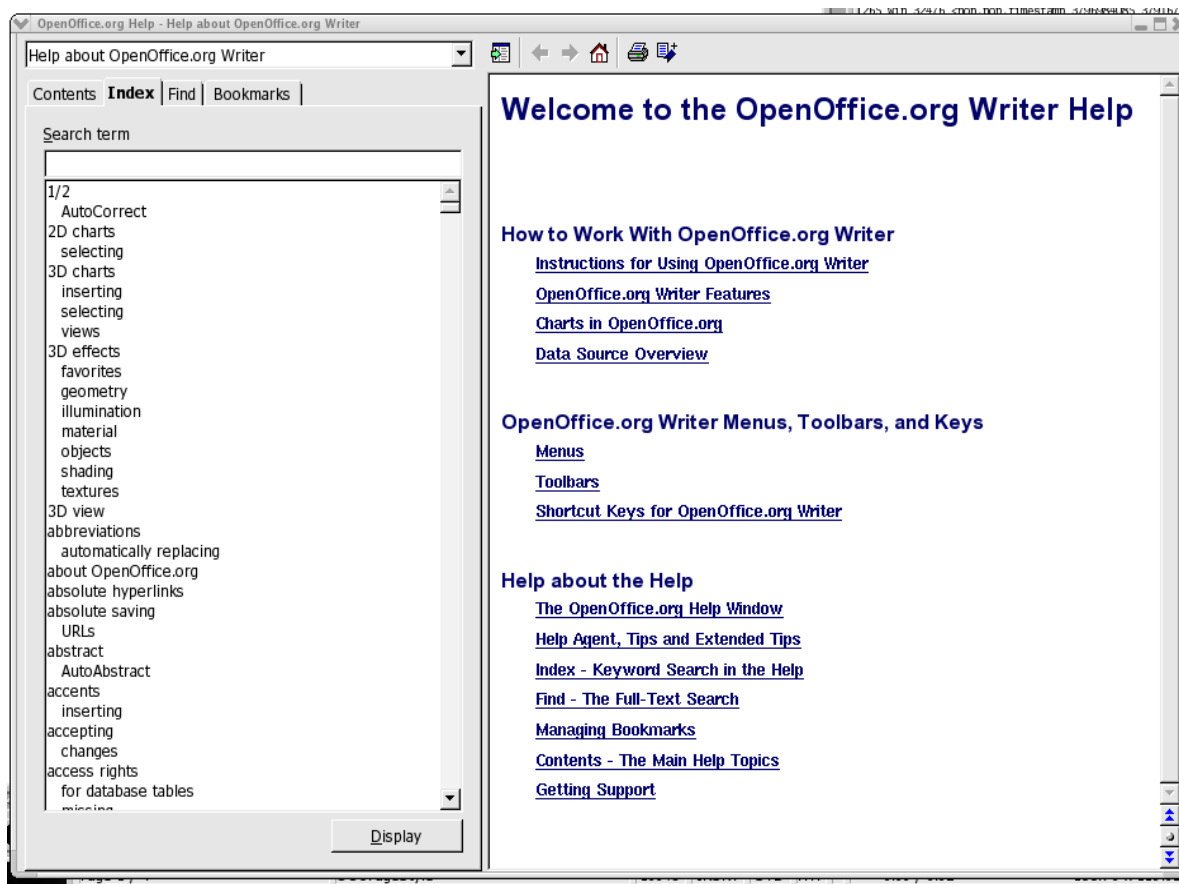 1265 win 32476 <nop,nop,timestamp
OpenOffice.org Help - Help about OpenOffice.org Writer
Help about OpenOffice.org Writer
Contents Index Find Bookmarks
Search term
1/2
AutoCorrect
2D charts
selecting
3D charts
inserting
selecting
views
3D effects
favorites
geometry
illumination
material
objects
shading
textures
3D view
abbreviations
automatically replacing
about OpenOffice.org
absolute hyperlinks
absolute saving
URLs
abstract
AutoAbstract
accents
inserting
accepting
changes
access rights
for database tables
missing
Display
Welcome to the OpenOffice.org Writer Help
How to Work With OpenOffice.org Writer
Instructions for Using OpenOffice.org Writer
OpenOffice.org Writer Features
Charts in OpenOffice.org
Data Source Overview
OpenOffice.org Writer Menus, Toolbars, and Keys
Menus
Toolbars
Shortcut Keys for OpenOffice.org Writer
Help about the Help
The OpenOffice.org Help Window
Help Agent, Tips and Extended Tips
Index - Keyword Search in the Help
Find - The Full-Text Search
Managing Bookmarks
Contents - The Main Help Topics
Getting Support